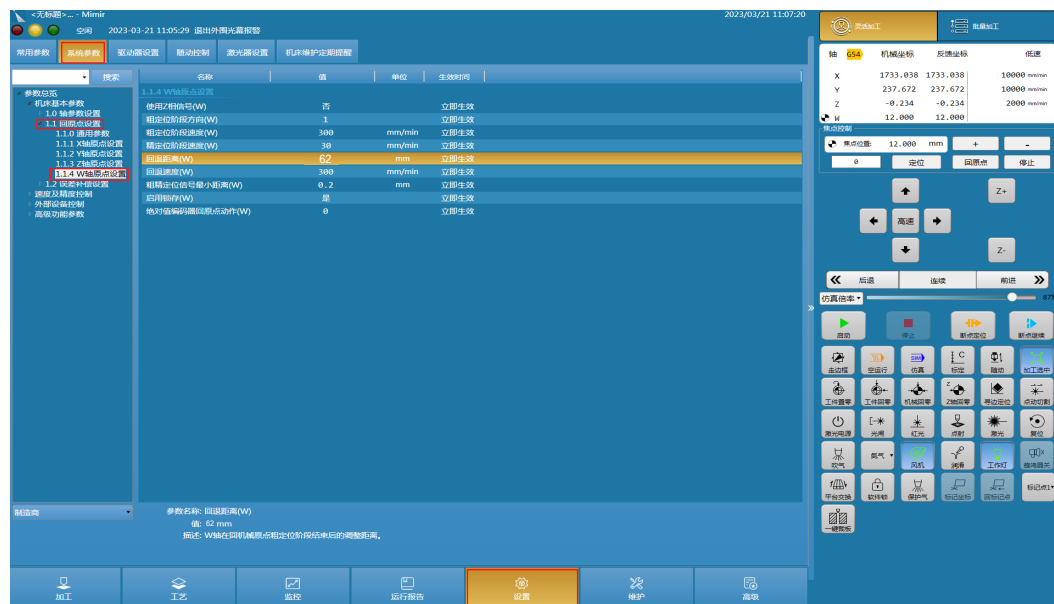 <无标题>... - Mimir
2023/03/21 11:07:20
空闲 2023-03-21 11:05:29 退出外围光幕报警
常用参数 系统参数 驱动器设置 随动控制 激光器设置 机床维护定期提醒
搜索
参数总览
机床基本参数
1.0 轴参数设置
1.1 回原点设置
1.1.0 通用参数
1.1.1 X轴原点设置
1.1.2 Y轴原点设置
1.1.3 Z轴原点设置
1.1.4 W轴原点设置
1.2 误差补偿设置
速度及精度控制
外部设备控制
高级功能参数
制造商
名称 值 单位 生效时间
1.1.4 W轴原点设置
使用Z相信号(W) 否 立即生效
粗定位阶段方向(W) 1 立即生效
粗定位阶段速度(W) 300 mm/min 立即生效
精定位阶段速度(W) 30 mm/min 立即生效
回退距离(W) 62 mm 立即生效
回退速度(W) 300 mm/min 立即生效
粗精定位信号最小距离(W) 0.2 mm 立即生效
启用锁存(W) 是 立即生效
绝对值编码器回原点动作(W) 0 立即生效
参数名称: 回退距离(W)
值: 62 mm
描述: W轴在回机械原点粗定位阶段结束后的调整距离。
加工 工艺 监控 运行报告 设置 维护 高级
灵活加工 批量加工
轴 G54 机械坐标 反馈坐标 低速
X 1733.038 1733.038 10000 mm/min
Y 237.672 237.672 10000 mm/min
Z -0.234 -0.234 2000 mm/min
W 12.000 12.000
焦点控制
焦点位置: 12.000 mm + -
0 定位 回原点 停止
Z+
高速
Z-
后退 连续 前进
仿真倍率 87%
启动 停止 断点定位 断点继续
走边框 空运行 仿真 标定 随动 加工选中
工件置零 工件回零 机械回零 Z轴回零 寻边定位 点动切割
激光电源 光闸 红光 点射 激光 复位
吹气 氮气 风机 润滑 工作灯 蜂鸣器关
平台交换 软件锁 保护气 标记坐标 回标记点 标记点1
一键整板